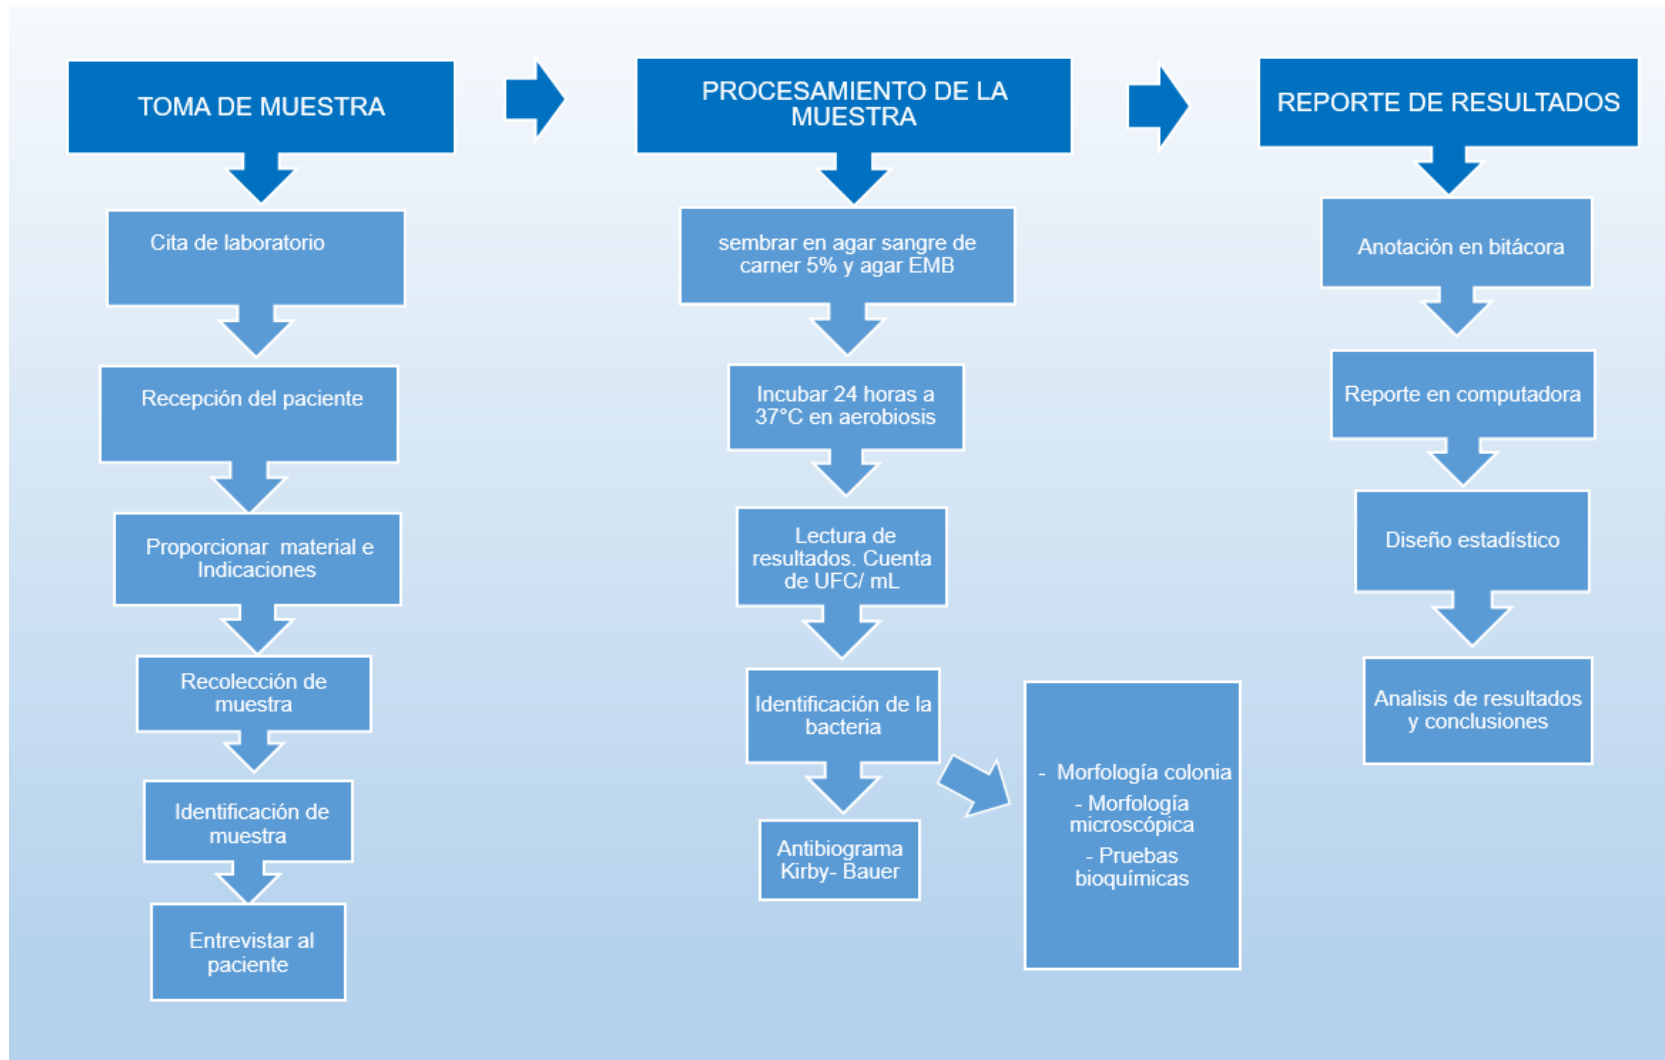 TOMA DE MUESTRA
Cita de laboratorio
Recepción del paciente
Proporcionar material e
Indicaciones
Recolección de
muestra
Identificación de
muestra
Entrevistar al
paciente
PROCESAMIENTO DE LA
MUESTRA
sembrar en agar sangre de
carner 5% y agar EMB
Incubar 24 horas a
37°C en aerobiosis
Lectura de
resultados. Cuenta
de UFC/ mL
Identificación de la
bacteria
- Morfología colonia
- Morfología
microscópica
- Pruebas
bioquímicas
Antibiograma
Kirby- Bauer
REPORTE DE RESULTADOS
Anotación en bitácora
Reporte en computadora
Diseño estadístico
Analisis de resultados
y conclusiones